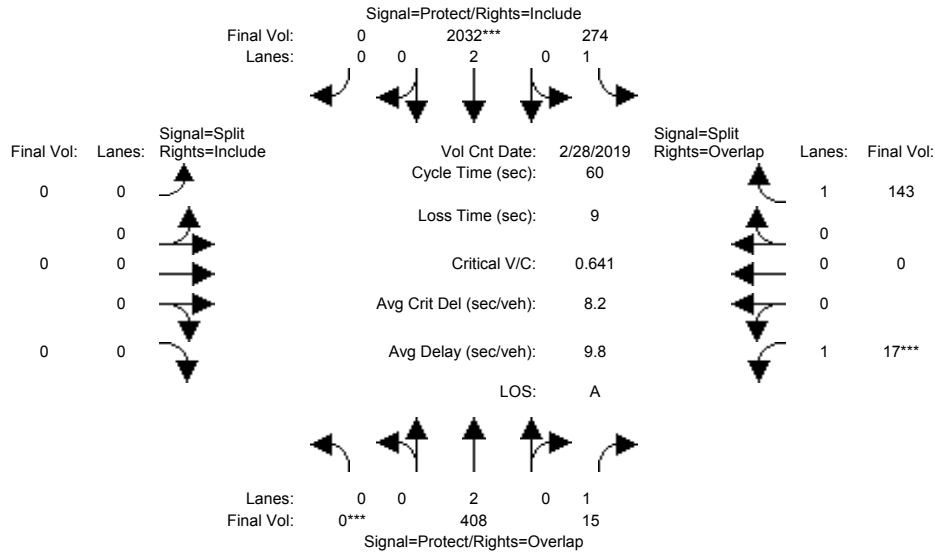 Signal=Protect/Rights=Include
Final Vol: 0 2032*** 274
Lanes: 0 0 2 0 1
Signal=Split Signal=Split
Final Vol: Lanes: Rights=Include Vol Cnt Date: 2/28/2019 Rights=Overlap Lanes: Final Vol:
Cycle Time (sec): 60
0 0 1 143
Loss Time (sec): 9
0 0
0 0 Critical V/C: 0.641 0 0
0 Avg Crit Del (sec/veh): 8.2 0
0 0 Avg Delay (sec/veh): 9.8 1 17***
LOS: A
Lanes: 0 0 2 0 1
Final Vol: 0*** 408 15
Signal=Protect/Rights=Overlap